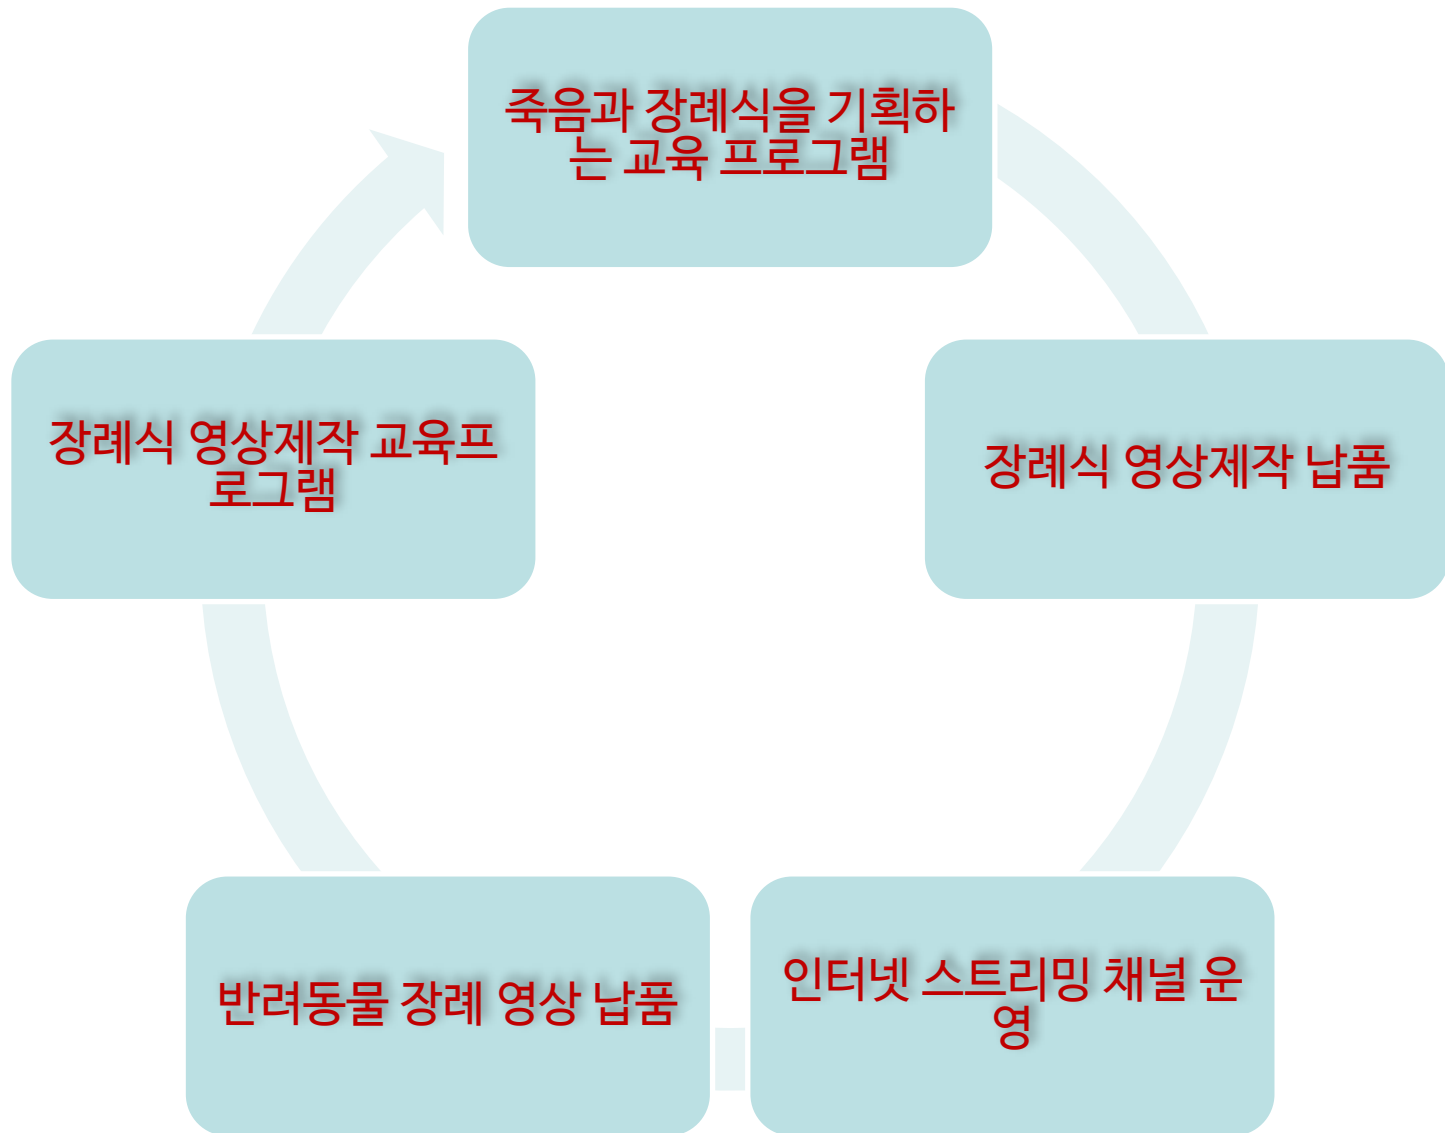 죽음과 장례식을 기획하
는 교육 프로그램
장례식 영상제작 납품
인터넷 스트리밍 채널 운
영
반려동물 장례 영상 납품
장례식 영상제작 교육프
로그램